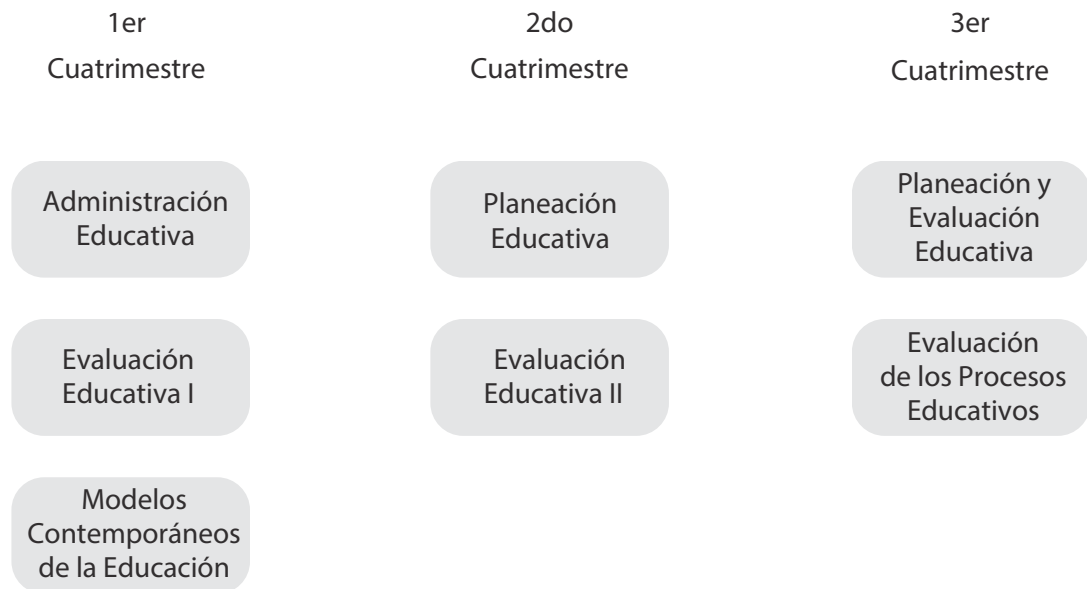 1er
Cuatrimestre
2do
Cuatrimestre
3er
Cuatrimestre
Administración
Educativa
Planeación
Educativa
Planeación y
Evaluación
Educativa
Evaluación
Educativa I
Evaluación
Educativa II
Evaluación
de los Procesos
Educativos
Modelos
Contemporáneos
de la Educación